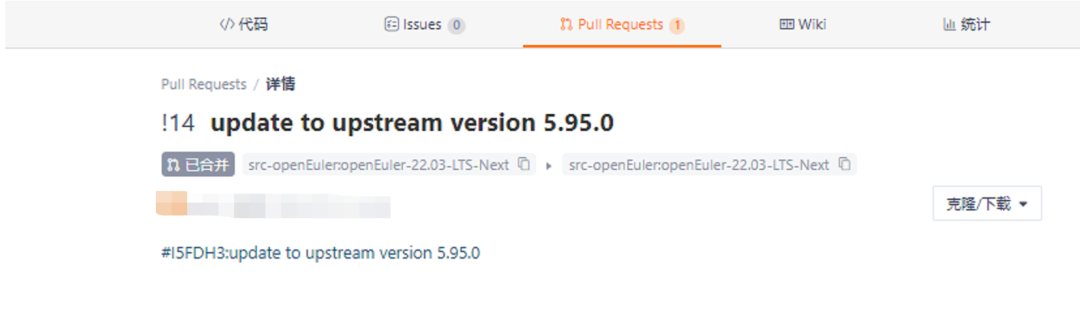 代码 Issues 0 Pull Requests 1 Wiki 统计
Pull Requests / 详情
!14 update to upstream version 5.95.0
已合并 src-openEuler:openEuler-22.03-LTS-Next src-openEuler:openEuler-22.03-LTS-Next
克隆/下载
#I5FDH3:update to upstream version 5.95.0